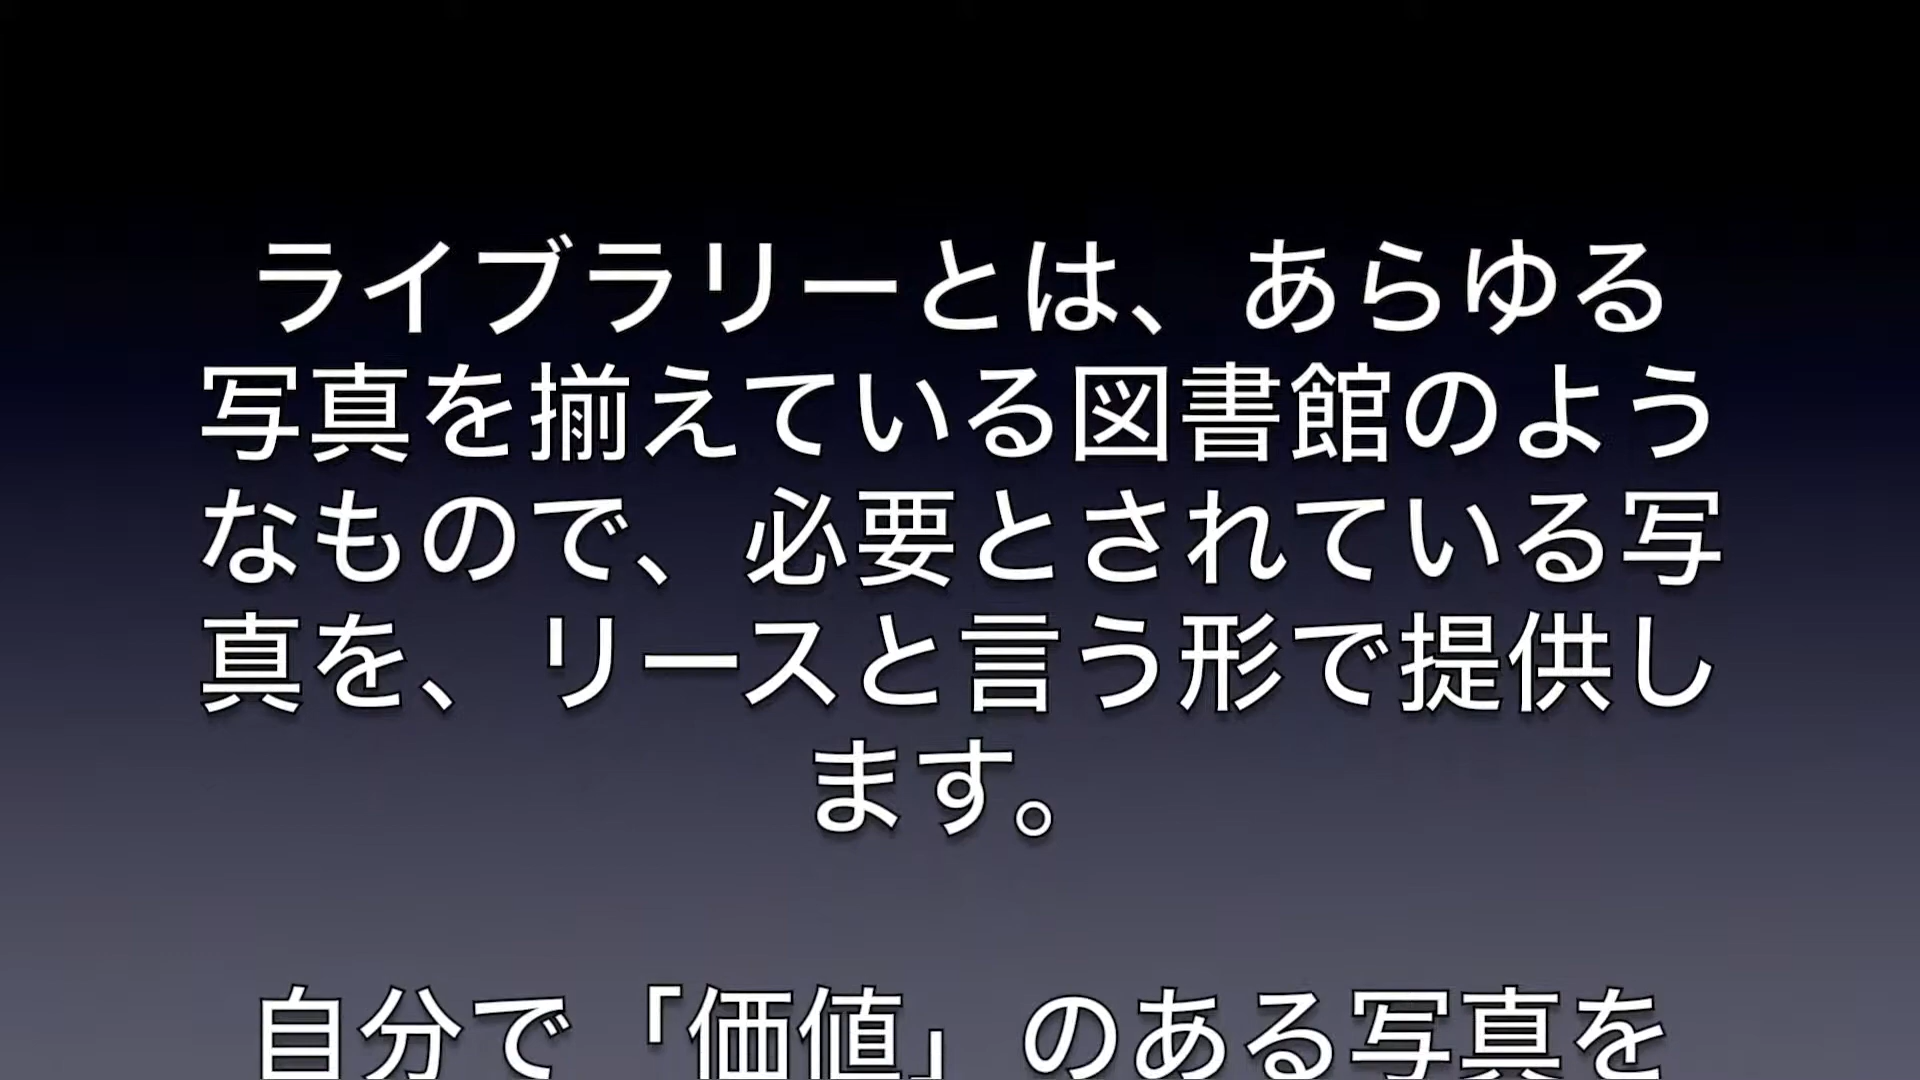 ライブラリーとは、あらゆる
写真を揃えている図書館のよう
なもので、必要とされている写
真を、リースと言う形で提供し
ます。
自分で「価値」のある写真を